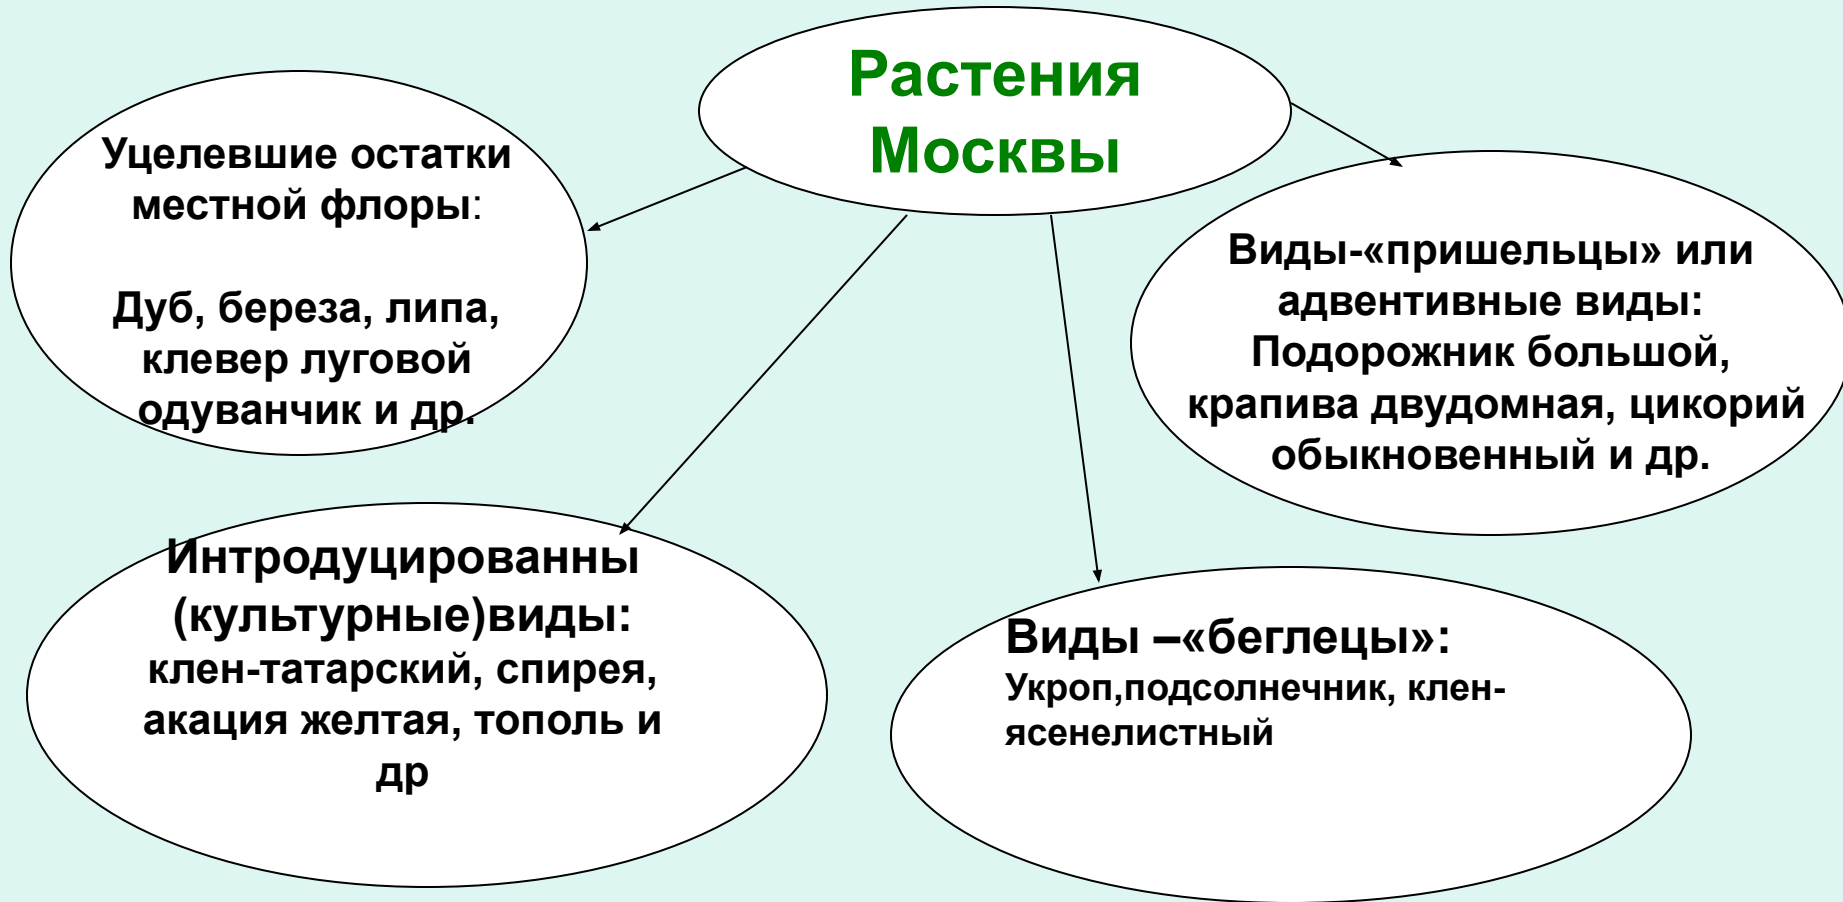 Растения
Москвы
Уцелевшие остатки
местной флоры:
Дуб, береза, липа,
клевер луговой
одуванчик и др.
Виды-«пришельцы» или
адвентивные виды:
Подорожник большой,
крапива двудомная, цикорий
обыкновенный и др.
Интродуцированны
(культурные)виды:
клен-татарский, спирея,
акация желтая, тополь и
др
Виды –«беглецы»:
Укроп,подсолнечник, клен-
ясенелистный